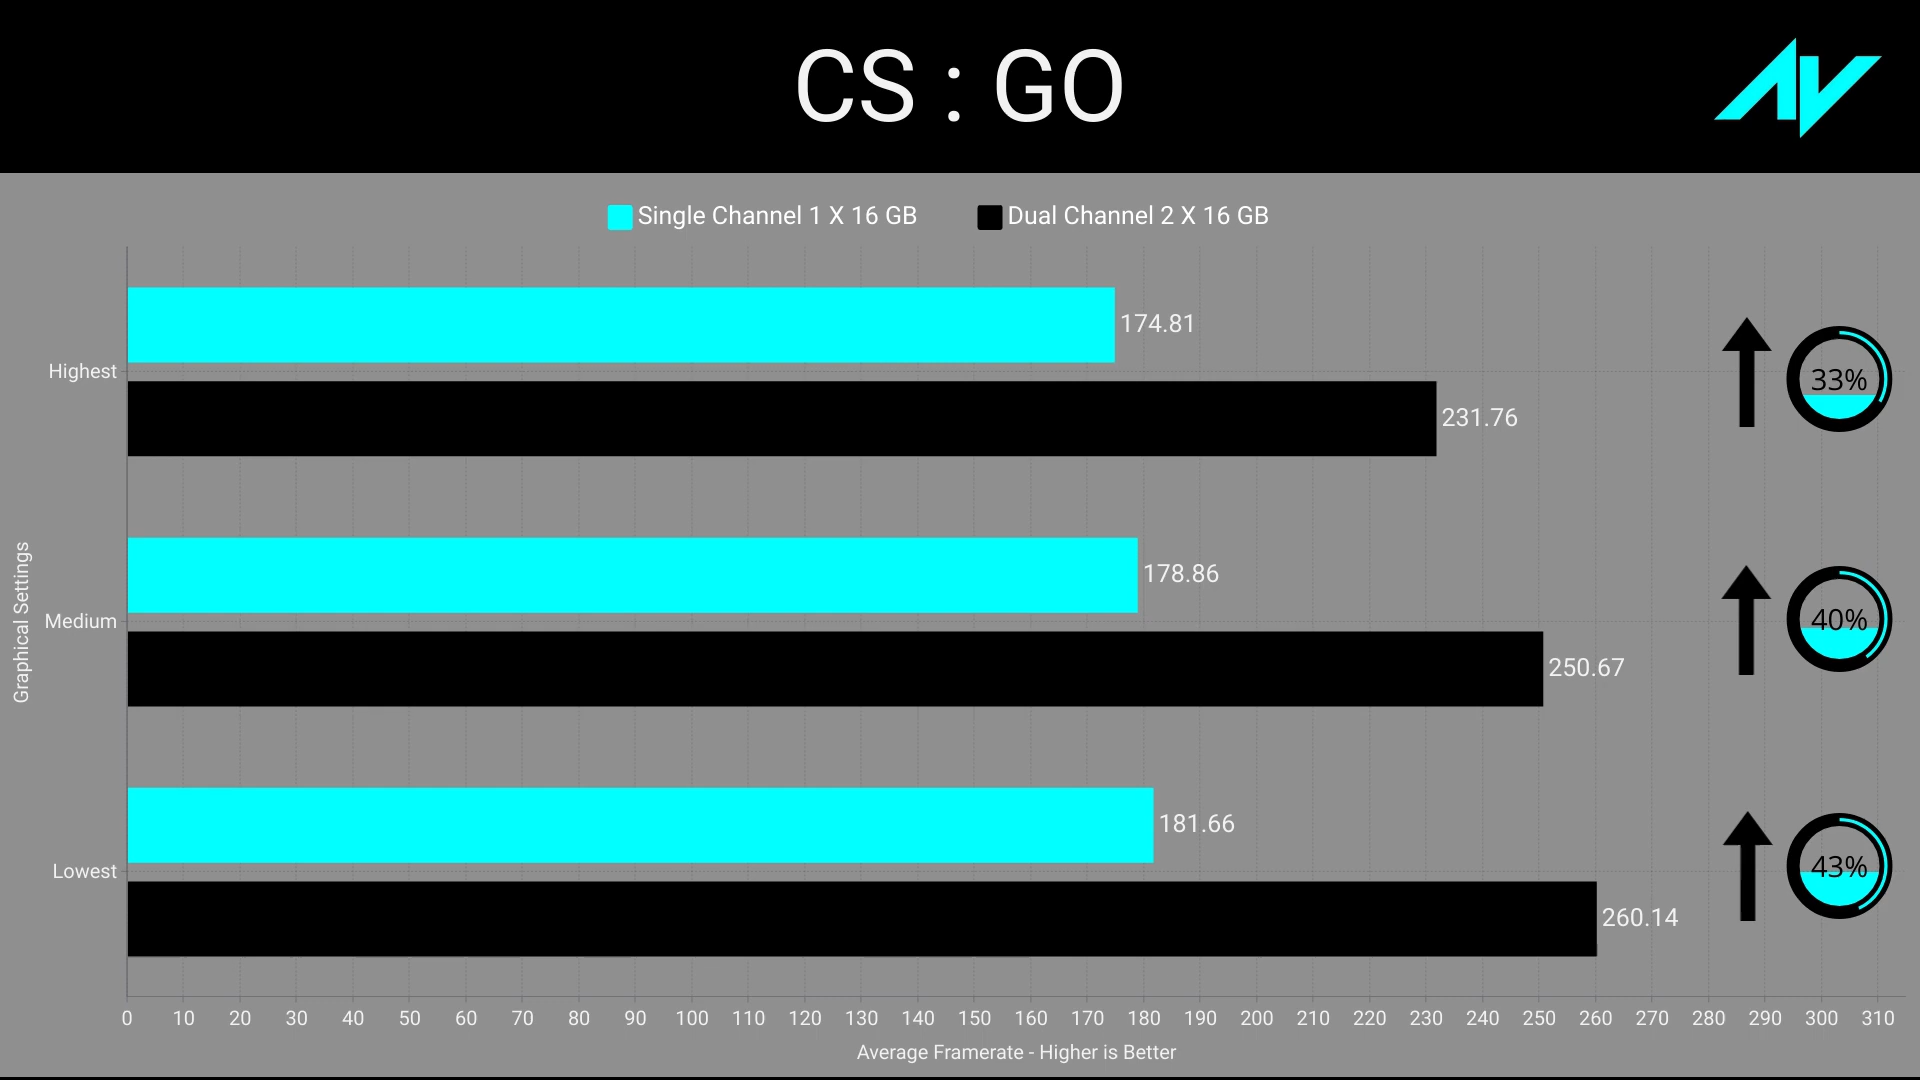 CS : GO
Single Channel 1 X 16 GB
Dual Channel 2 X 16 GB
Graphical Settings
Highest
174.81
231.76
33%
Medium
178.86
250.67
40%
Lowest
181.66
260.14
43%
0 10 20 30 40 50 60 70 80 90 100 110 120 130 140 150 160 170 180 190 200 210 220 230 240 250 260 270 280 290 300 310
Average Framerate - Higher is Better